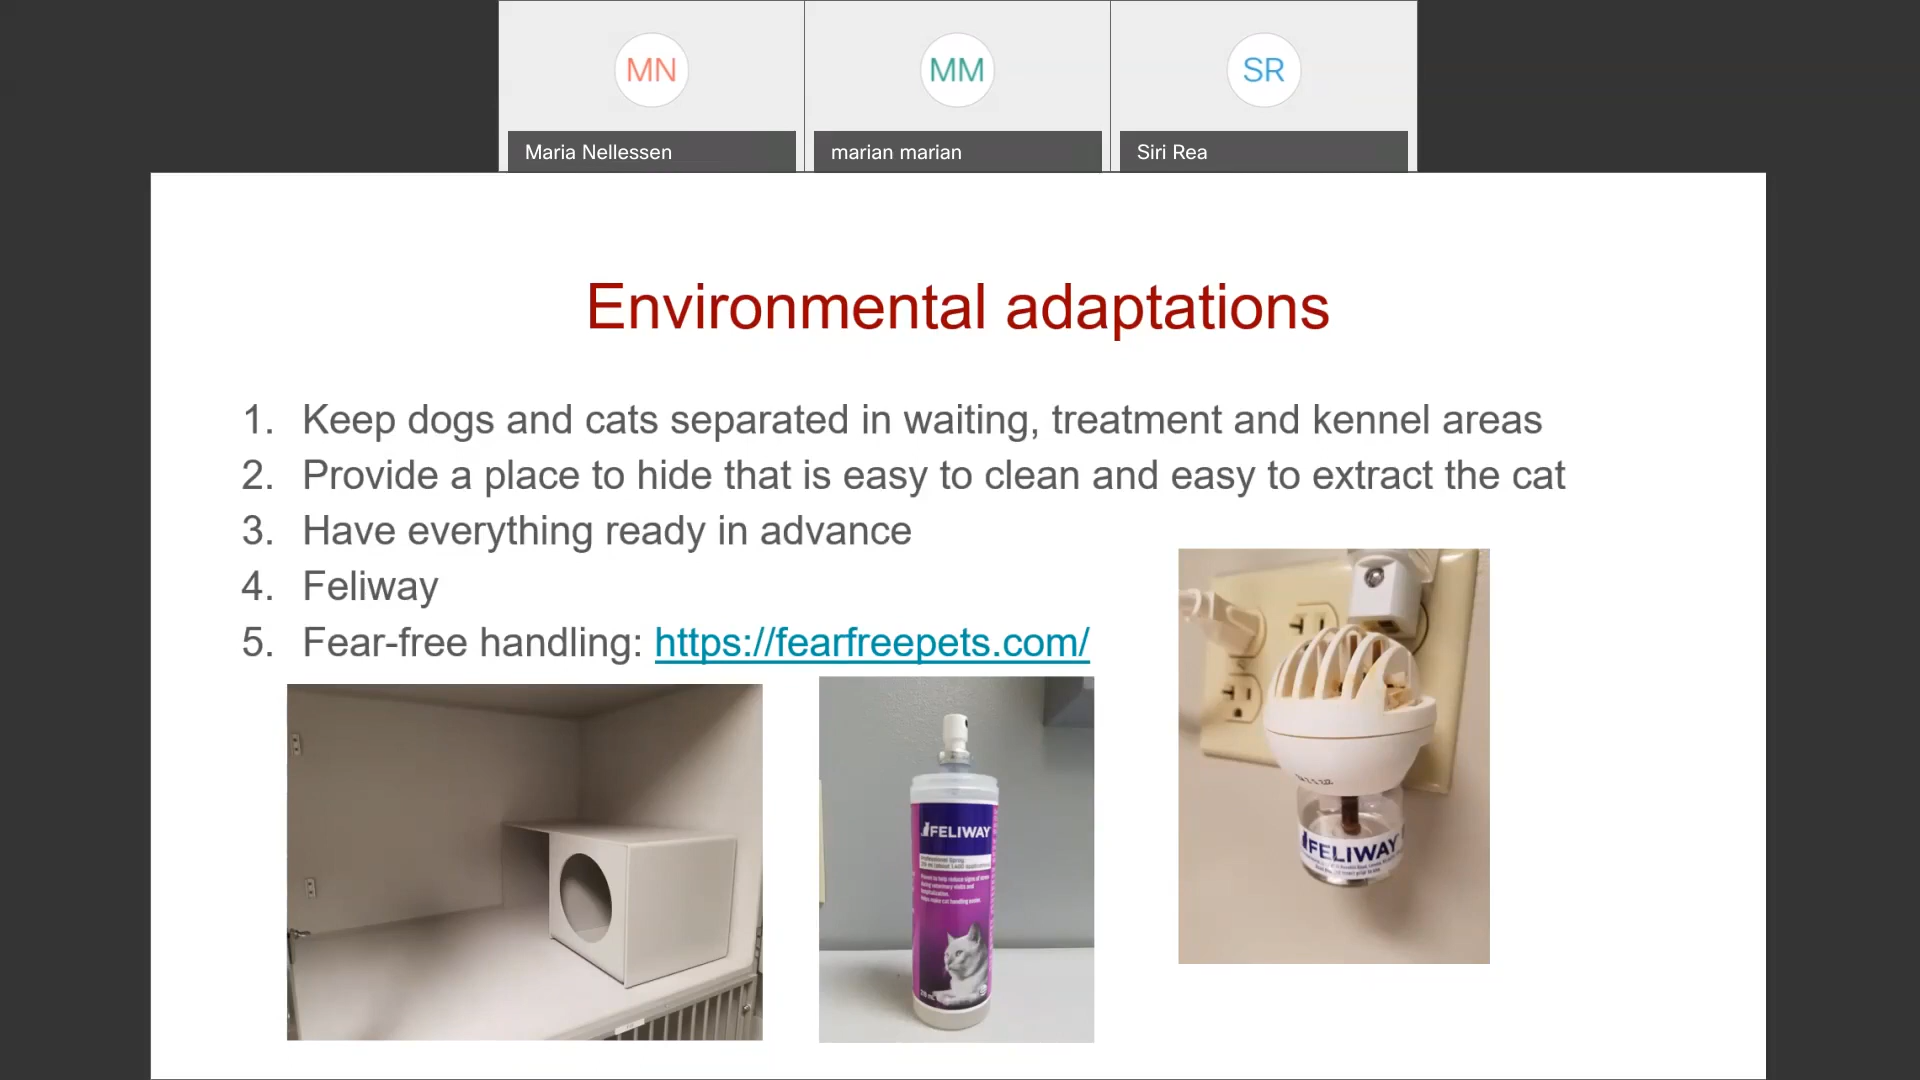 MN
MM
SR
Maria Nellessen
marian marian
Siri Rea
Environmental adaptations
1. Keep dogs and cats separated in waiting, treatment and kennel areas
2. Provide a place to hide that is easy to clean and easy to extract the cat
3. Have everything ready in advance
4. Feliway
5. Fear-free handling: https://fearfreepets.com/
FELIWAY
Professional Spray
FELIWAY